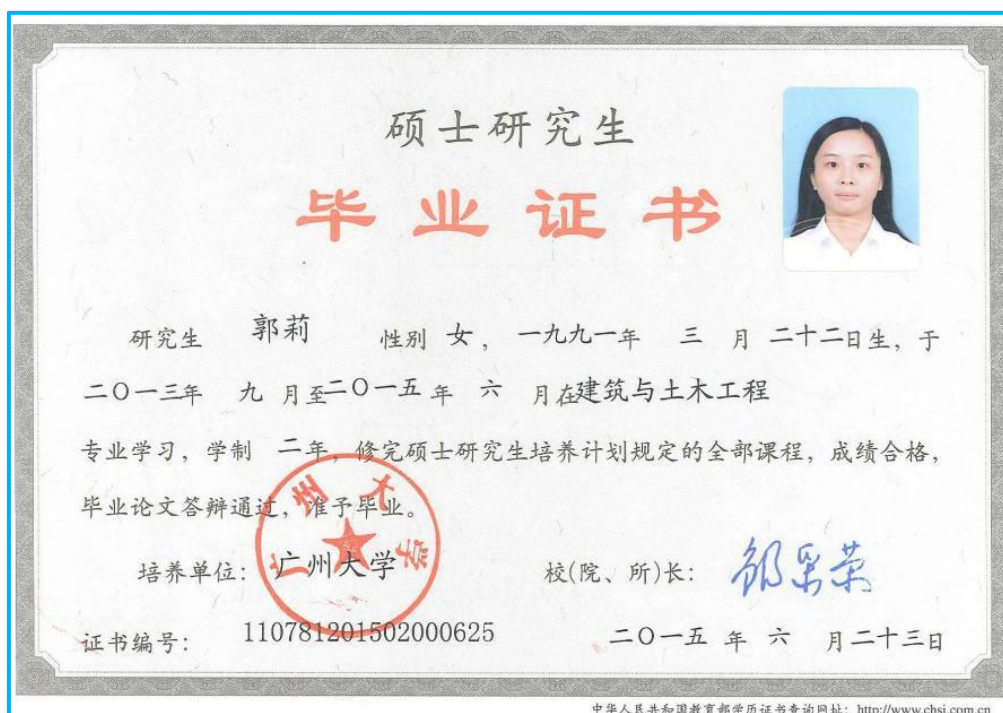 硕士研究生
毕业证书
研究生 郭莉 性别 女， 一九九一年 三 月 二十二日生，于
二〇一三年 九 月至二〇一五 年 六 月在建筑与土木工程
专业学习，学制 二年，修完硕士研究生培养计划规定的全部课程，成绩合格，
毕业论文答辩通过，准予毕业。
广州大学
培养单位：广州大学 校(院、所)长：
证书编号： 110781201502000625 二〇一五 年 六 月二十三日
中华人民共和国教育部学历证书查询网址：http://www.chsi.com.cn